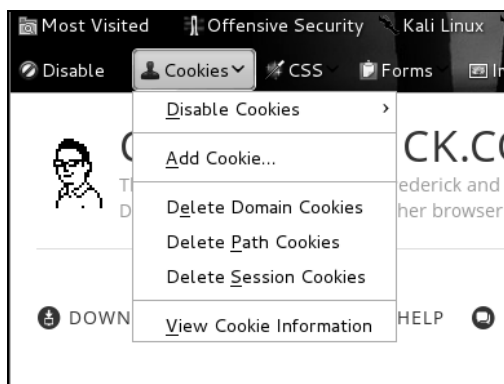 Most Visited Offensive Security Kali Linux
Disable Cookies CSS Forms
Disable Cookies
CK.C
Add Cookie...
ederick and
her browser
Delete Domain Cookies
Delete Path Cookies
Delete Session Cookies
DOWN HELP
View Cookie Information